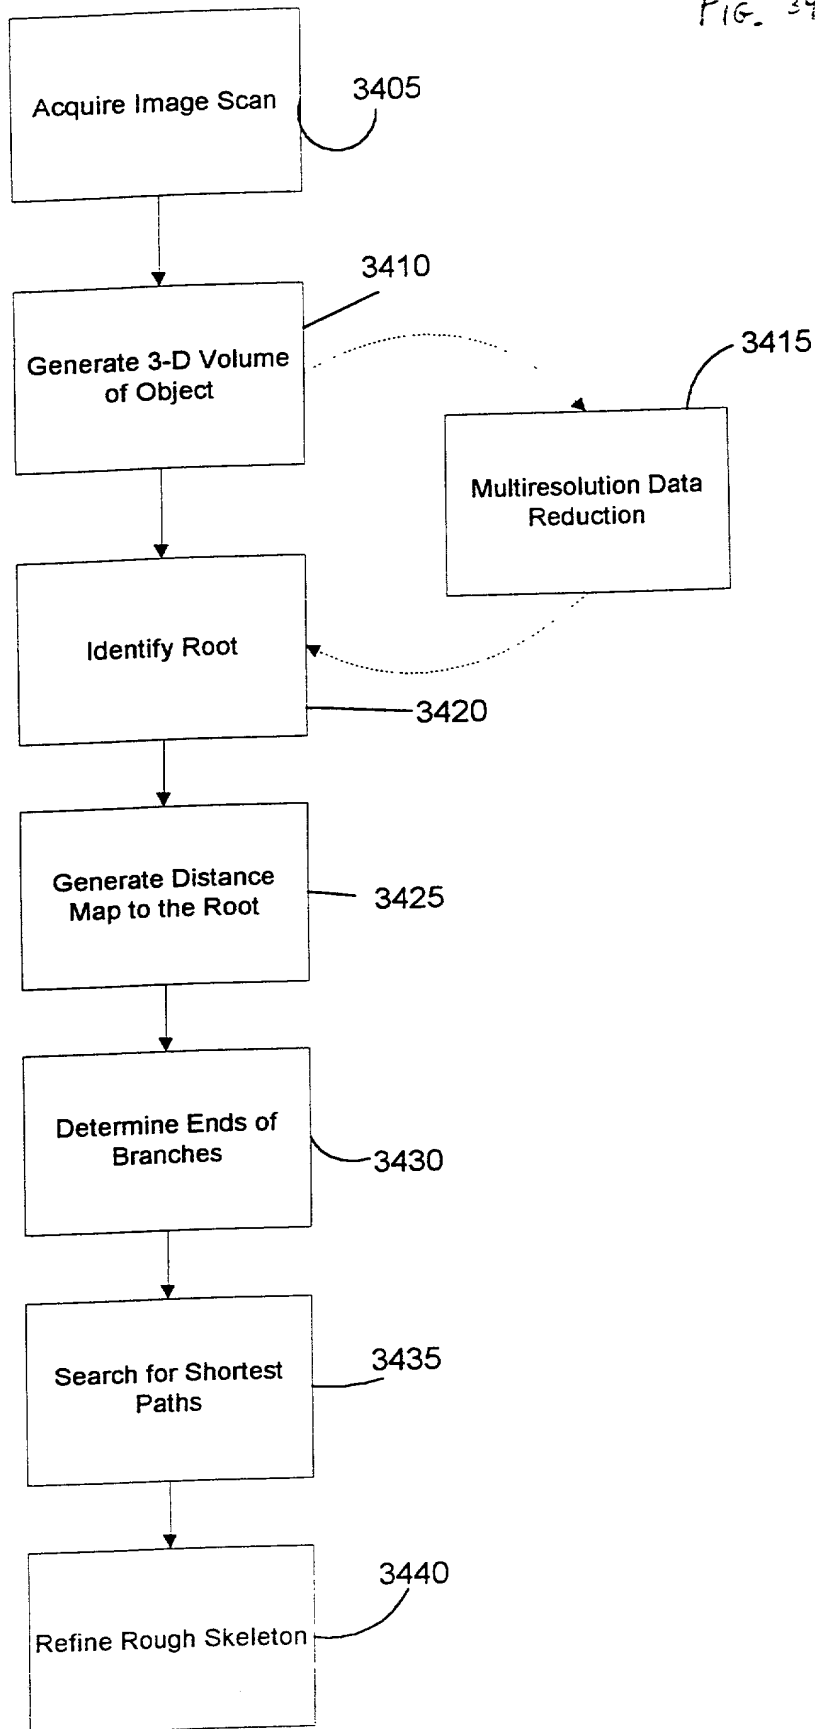 FIG. 34
Acquire Image Scan
3405
3410
Generate 3-D Volume
of Object
3415
Multiresolution Data
Reduction
Identify Root
3420
Generate Distance
Map to the Root
3425
Determine Ends of
Branches
3430
Search for Shortest
Paths
3435
3440
Refine Rough Skeleton